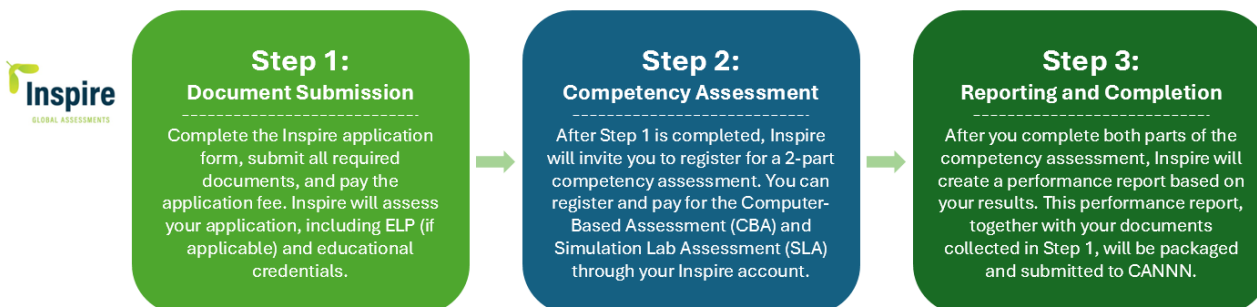 Inspire
GLOBAL ASSESSMENTS
Step 1:
Document Submission
Complete the Inspire application
form, submit all required
documents, and pay the
application fee. Inspire will assess
your application, including ELP (if
applicable) and educational
credentials.
Step 2:
Competency Assessment
After Step 1 is completed, Inspire
will invite you to register for a 2-part
competency assessment. You can
register and pay for the Computer-
Based Assessment (CBA) and
Simulation Lab Assessment (SLA)
through your Inspire account.
Step 3:
Reporting and Completion
After you complete both parts of the
competency assessment, Inspire will
create a performance report based on
your results. This performance report,
together with your documents
collected in Step 1, will be packaged
and submitted to CANNN.